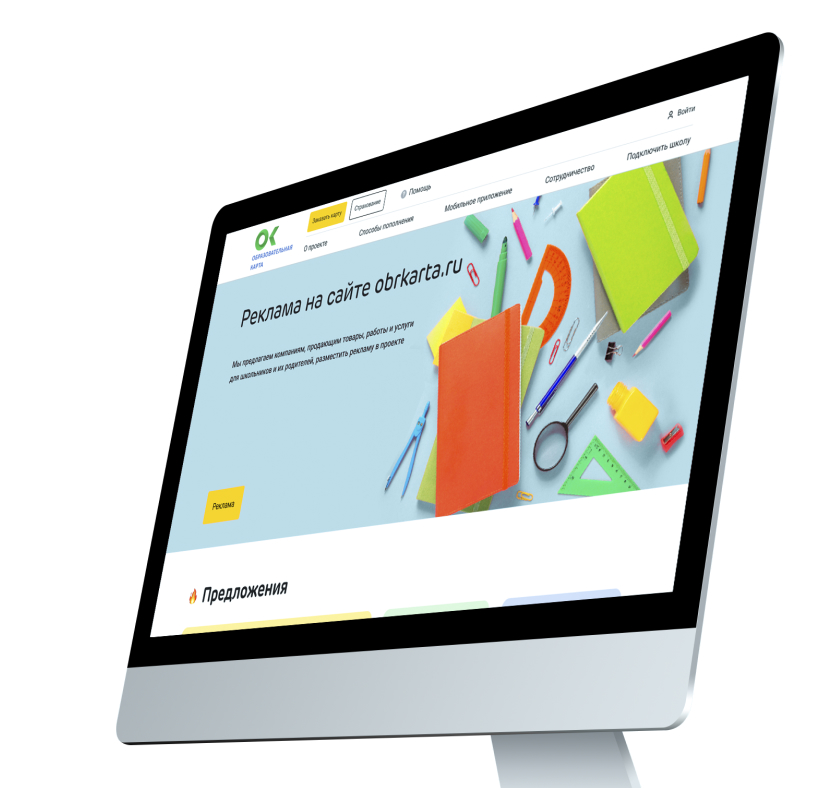 Войти
Заказать карту
Страхование
Помощь
ОК
ОБРАЗОВАТЕЛЬНАЯ
КАРТА
О проекте
Способы пополнения
Мобильное приложение
Сотрудничество
Подключить школу
Реклама на сайте obrkarta.ru
Мы предлагаем компаниям, продающим товары, работы и услуги
для школьников и их родителей, разместить рекламу в проекте
Реклама
Предложения